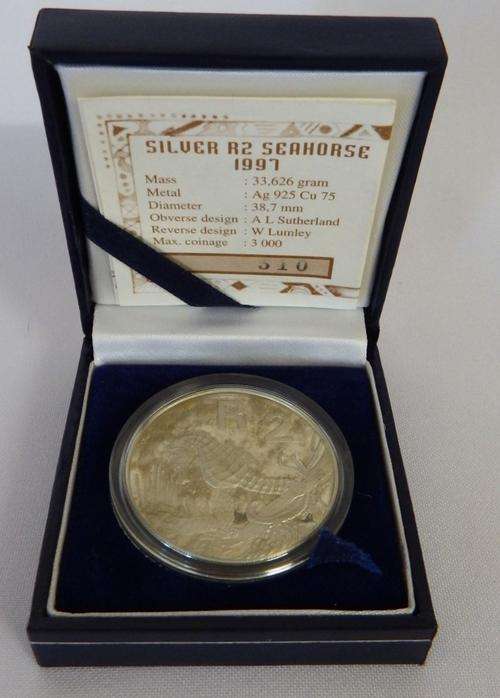 SILVER R2 SEAHORSE
1997
Mass : 33,626 gram
Metal : Ag 925 Cu 75
Diameter : 38,7 mm
Obverse design : A L Sutherland
Reverse design : W Lumley
Max. coinage : 3 000
310
R 2